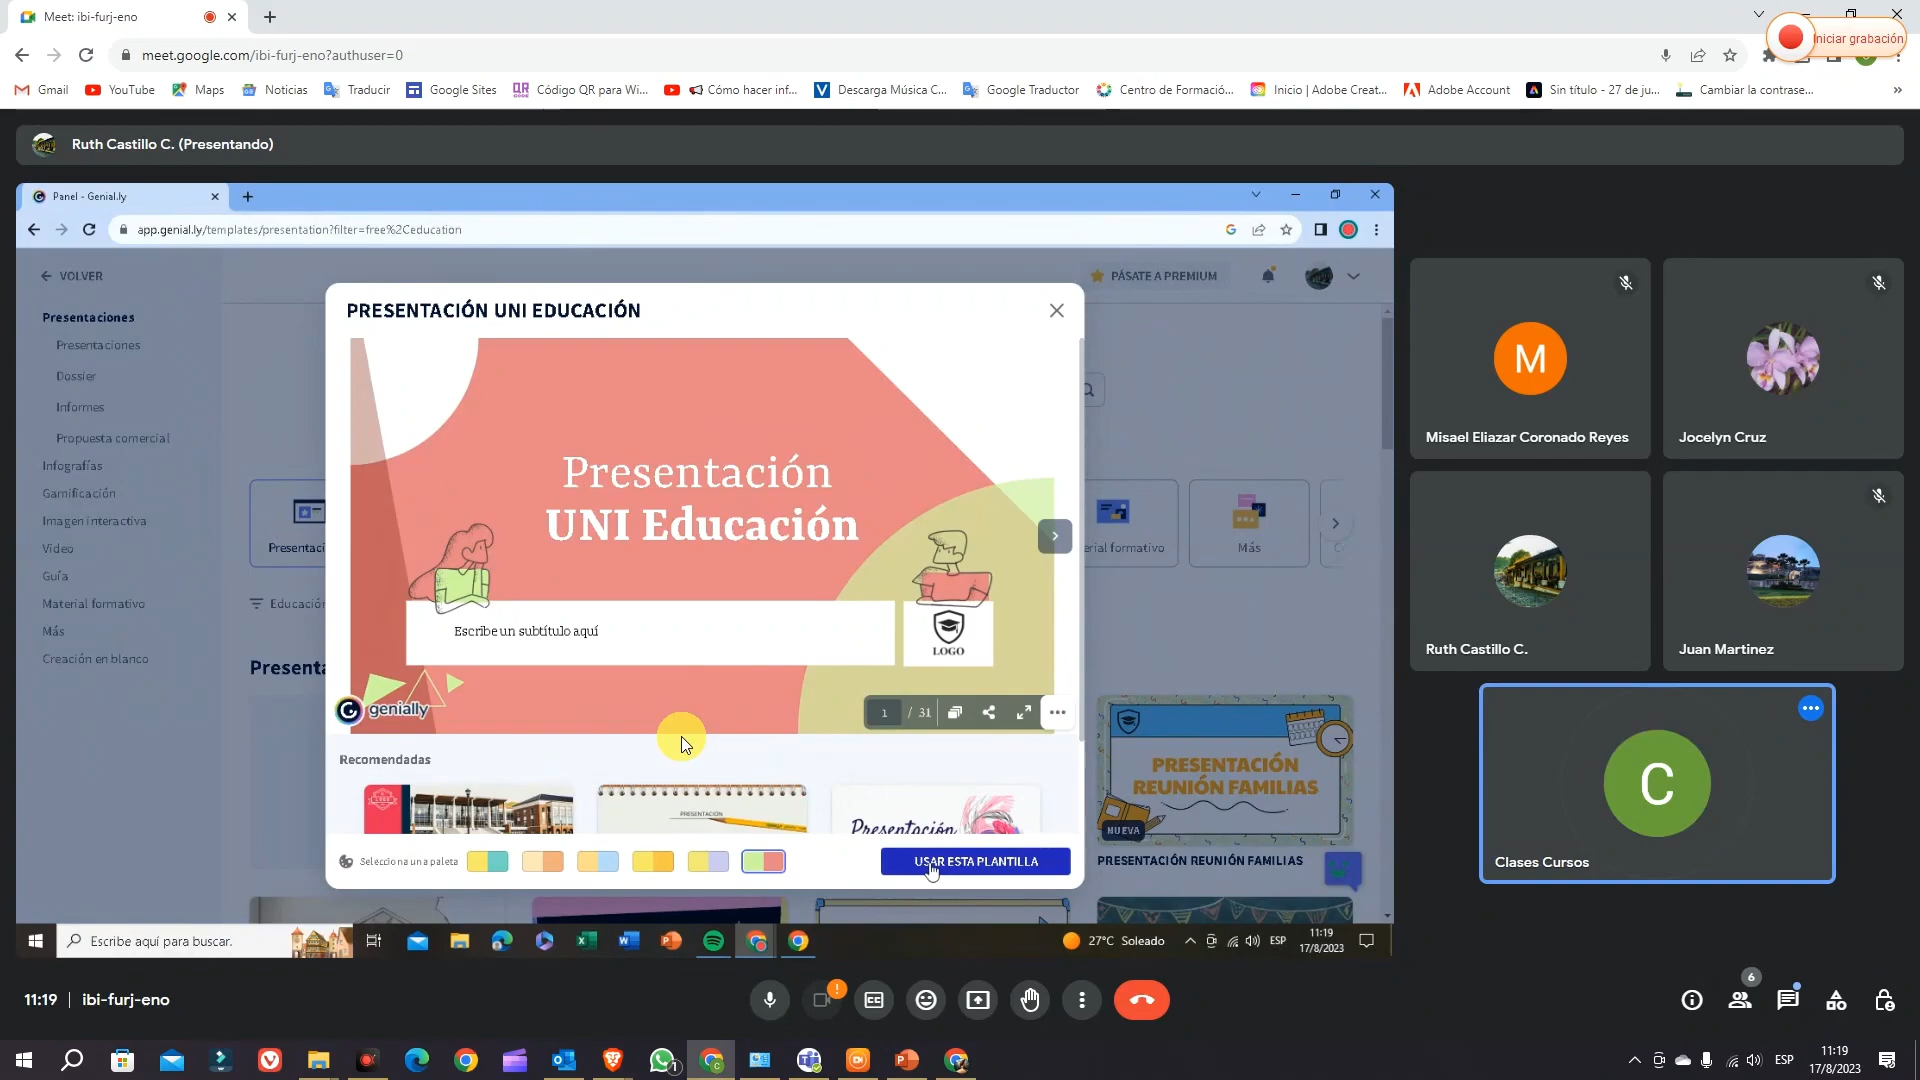 Meet: ibi-furj-eno
Iniciar grabación
meet.google.com/ibi-furj-eno?authuser=0
Gmail
YouTube
Maps
Noticias
Traducir
Google Sites
Código QR para Wi...
Cómo hacer inf...
Descarga Música C...
Google Traductor
Centro de Formació...
Inicio | Adobe Creat...
Adobe Account
Sin título - 27 de ju...
Cambiar la contrase...
Ruth Castillo C. (Presentando)
Panel - Genial.ly
app.genial.ly/templates/presentation?filter=free%2Ceducation
VOLVER
PÁSATE A PREMIUM
Presentaciones
Presentaciones
Dossier
Informes
Propuesta comercial
Infografías
Gamificación
Imagen interactiva
Video
Guía
Material formativo
Más
Creación en blanco
PRESENTACIÓN UNI EDUCACIÓN
Presentación
UNI Educación
Escribe un subtítulo aquí
LOGO
genially
1 / 31
Recomendadas
PRESENTACIÓN
Presentación
Selecciona una paleta
USAR ESTA PLANTILLA
Presentaci
erial formativo
Más
Educación
Presenta
PRESENTACIÓN
REUNIÓN FAMILIAS
NUEVA
PRESENTACIÓN REUNIÓN FAMILIAS
M
Misael Eliazar Coronado Reyes
Jocelyn Cruz
Ruth Castillo C.
Juan Martinez
C
Clases Cursos
Escribe aquí para buscar.
27°C Soleado
ESP
11:19
17/8/2023
11:19 | ibi-furj-eno
6
ESP
11:19
17/8/2023